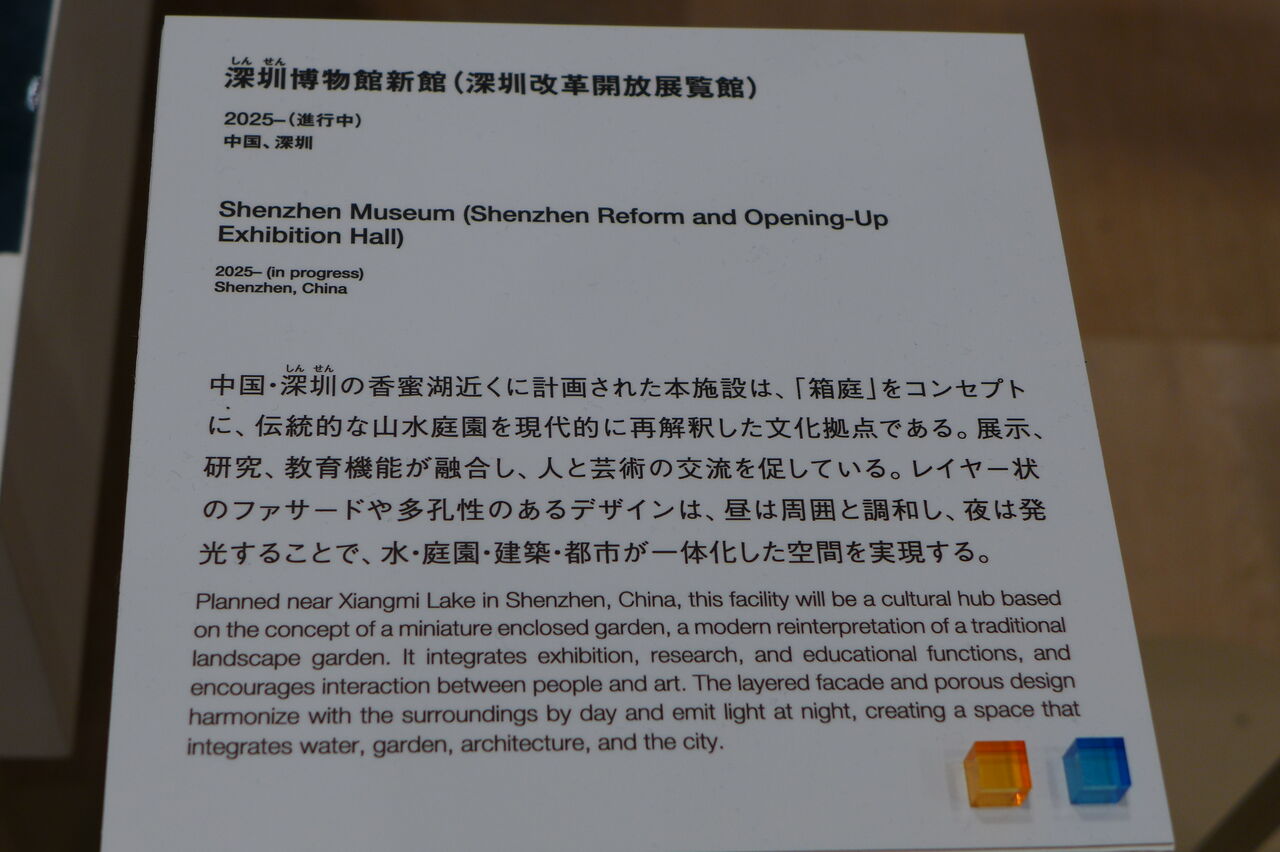 しん せん
深圳博物館新館(深圳改革開放展覧館)
2025–(進行中)
中国、深圳
Shenzhen Museum (Shenzhen Reform and Opening-Up
Exhibition Hall)
2025– (in progress)
Shenzhen, China
しん せん
中国・深圳の香蜜湖近くに計画された本施設は、「箱庭」をコンセプト
に、伝統的な山水庭園を現代的に再解釈した文化拠点である。展示、
研究、教育機能が融合し、人と芸術の交流を促している。レイヤー状
のファサードや多孔性のあるデザインは、昼は周囲と調和し、夜は発
光することで、水・庭園・建築・都市が一体化した空間を実現する。
Planned near Xiangmi Lake in Shenzhen, China, this facility will be a cultural hub based
on the concept of a miniature enclosed garden, a modern reinterpretation of a traditional
landscape garden. It integrates exhibition, research, and educational functions, and
encourages interaction between people and art. The layered facade and porous design
harmonize with the surroundings by day and emit light at night, creating a space that
integrates water, garden, architecture, and the city.